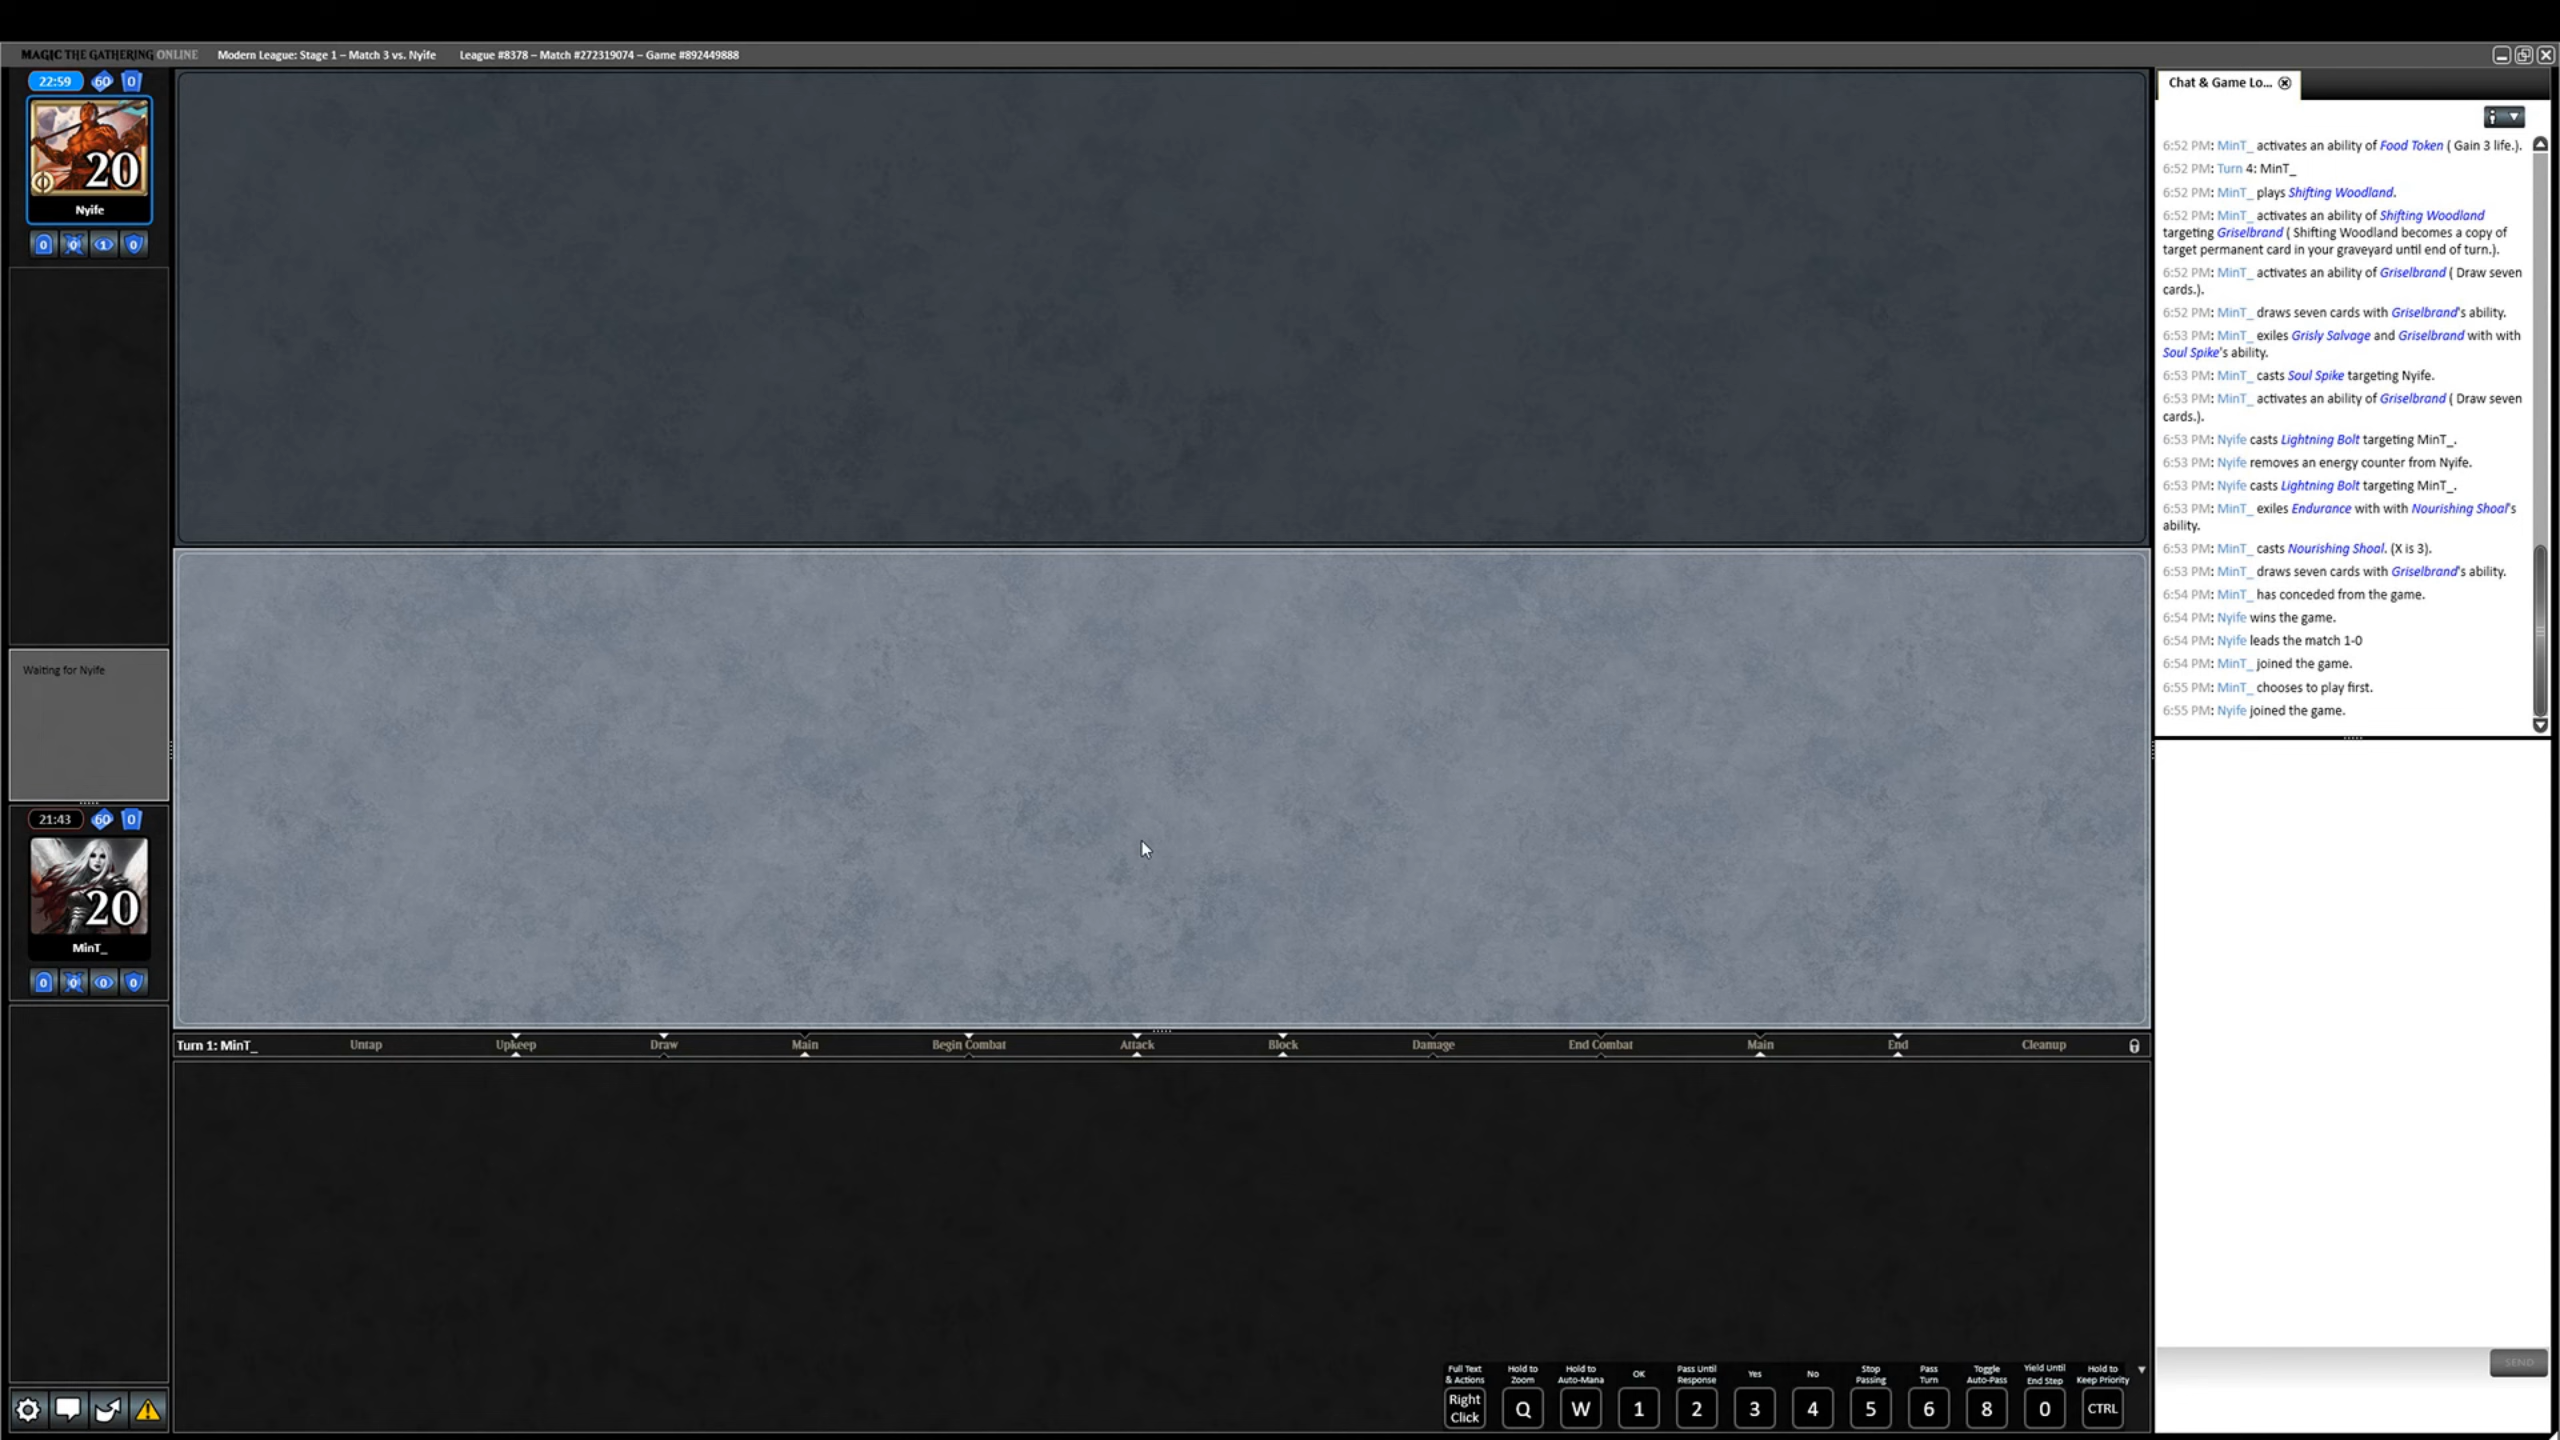 MAGIC THE GATHERING ONLINE
Modern League: Stage 1 – Match 3 vs. Nyife
League #8378 – Match #272319074 – Game #892449888
22:59
60
0
20
Nyife
0
0
1
0
Waiting for Nyife
21:43
60
0
20
MinT_
0
0
0
0
Turn 1: MinT_
Untap
Upkeep
Draw
Main
Begin Combat
Attack
Block
Damage
End Combat
Main
End
Cleanup
Full Text & Actions
Right Click
Hold to Zoom
Q
Hold to Auto-Mana
W
OK
1
Pass Until Response
2
Yes
3
No
4
Stop Passing
5
Pass Turn
6
Toggle Auto-Pass
8
Yield Until End Step
0
Hold to Keep Priority
CTRL
Chat & Game Lo...
6:52 PM: MinT_ activates an ability of Food Token ( Gain 3 life.).
6:52 PM: Turn 4: MinT_
6:52 PM: MinT_ plays Shifting Woodland.
6:52 PM: MinT_ activates an ability of Shifting Woodland
targeting Griselbrand ( Shifting Woodland becomes a copy of
target permanent card in your graveyard until end of turn.).
6:52 PM: MinT_ activates an ability of Griselbrand ( Draw seven
cards.).
6:52 PM: MinT_ draws seven cards with Griselbrand's ability.
6:53 PM: MinT_ exiles Grisly Salvage and Griselbrand with with
Soul Spike's ability.
6:53 PM: MinT_ casts Soul Spike targeting Nyife.
6:53 PM: MinT_ activates an ability of Griselbrand ( Draw seven
cards.).
6:53 PM: Nyife casts Lightning Bolt targeting MinT_.
6:53 PM: Nyife removes an energy counter from Nyife.
6:53 PM: Nyife casts Lightning Bolt targeting MinT_.
6:53 PM: MinT_ exiles Endurance with with Nourishing Shoal's
ability.
6:53 PM: MinT_ casts Nourishing Shoal. (X is 3).
6:53 PM: MinT_ draws seven cards with Griselbrand's ability.
6:54 PM: MinT_ has conceded from the game.
6:54 PM: Nyife wins the game.
6:54 PM: Nyife leads the match 1-0
6:54 PM: MinT_ joined the game.
6:55 PM: MinT_ chooses to play first.
6:55 PM: Nyife joined the game.
SEND